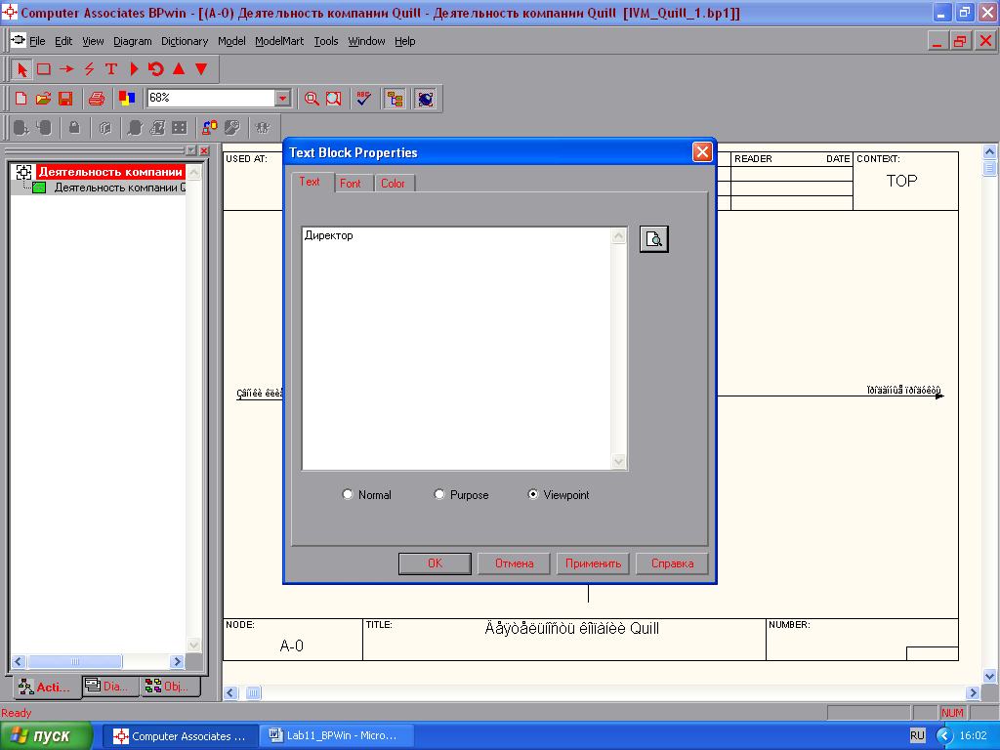 Computer Associates BPwin - [(A-0) Деятельность компании Quill - Деятельность компании Quill  [IVM_Quill_1.bp1]]
File Edit View Diagram Dictionary Model ModelMart Tools Window Help
68%
Деятельность компании
Деятельность компании Q
USED AT:
READER DATE
CONTEXT:
TOP
Text Block Properties
Text Font Color
Директор
Normal Purpose Viewpoint
OK Отмена Применить Справка
Çâîíêè êëèå
Ïðîäàííûå ïðîäóêòû
NODE:
A-0
TITLE:
Äåÿòåëüíîñòü êîìïàíèè Quill
NUMBER:
Acti... Dia... Obj...
Ready
NUM
пуск
Computer Associates ...
Lab11_BPWin - Micro...
RU
16:02